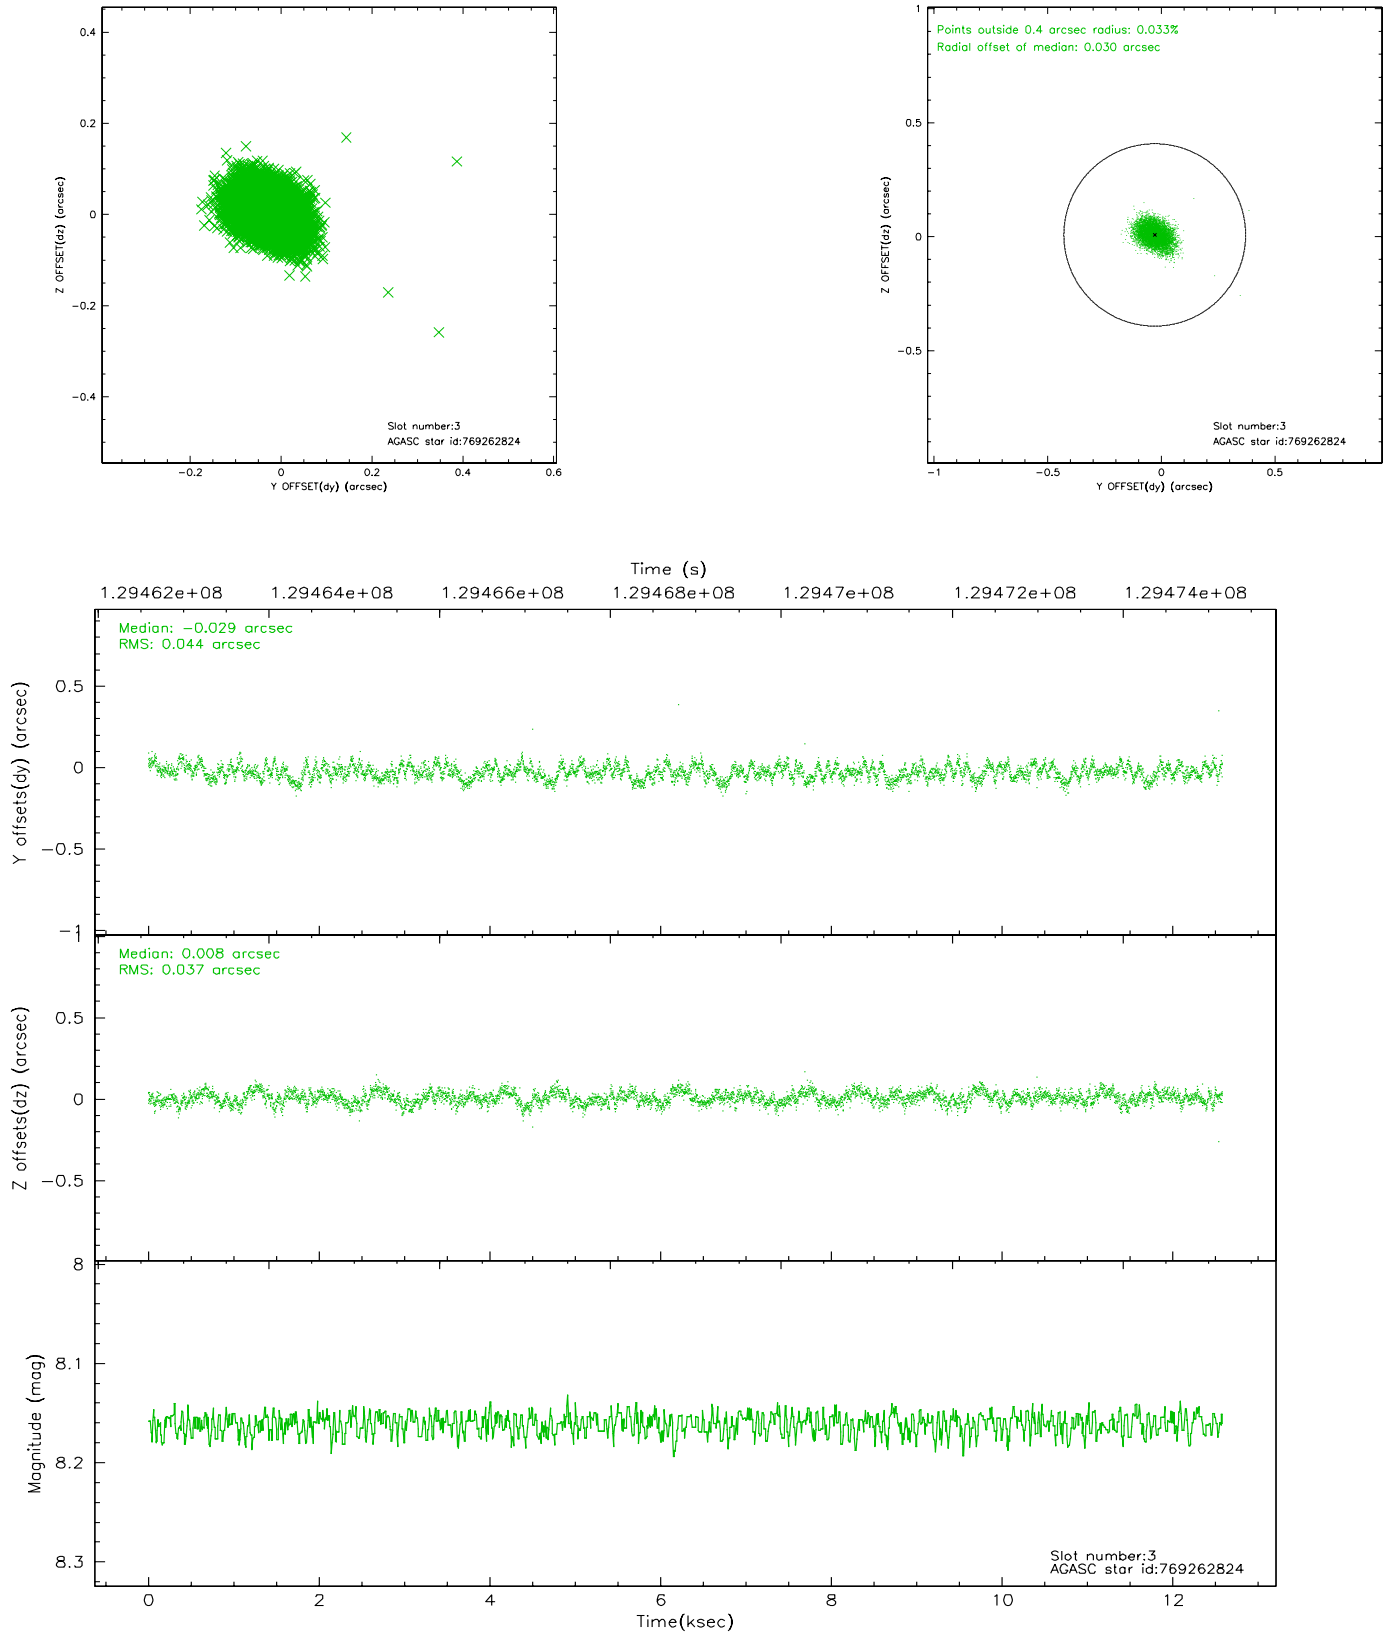 0.4
0.2
0
−0.2
−0.4
Z OFFSET(dz) (arcsec)
Slot number:3
AGASC star id:769262824
−0.2 0 0.2 0.4 0.6
Y OFFSET(dy) (arcsec)
1
0.5
0
−0.5
Z OFFSET(dz) (arcsec)
Points outside 0.4 arcsec radius: 0.033%
Radial offset of median: 0.030 arcsec
Slot number:3
AGASC star id:769262824
−1 −0.5 0 0.5
Y OFFSET(dy) (arcsec)
Time (s)
1.29462e+08 1.29464e+08 1.29466e+08 1.29468e+08 1.2947e+08 1.29472e+08 1.29474e+08
Median: −0.029 arcsec
RMS: 0.044 arcsec
0.5
0
−0.5
−1
Y offsets(dy) (arcsec)
1
Median: 0.008 arcsec
RMS: 0.037 arcsec
0.5
0
−0.5
Z offsets(dz) (arcsec)
8
8.1
8.2
8.3
Magnitude (mag)
Slot number:3
AGASC star id:769262824
0 2 4 6 8 10 12
Time(ksec)